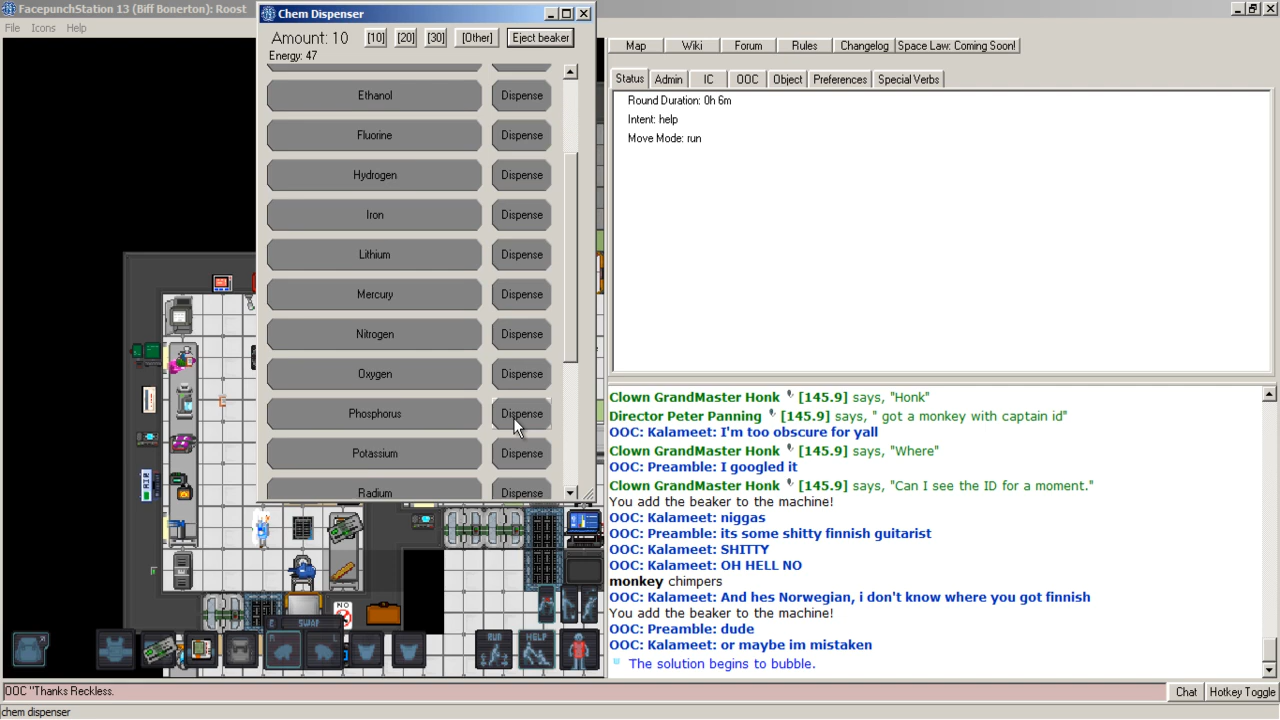 FacepunchStation 13 (Biff Bonerton): Roost
File Icons Help
Chem Dispenser
Amount: 10 [10] [20] [30] [Other] Eject beaker
Energy: 47
Ethanol Dispense
Fluorine Dispense
Hydrogen Dispense
Iron Dispense
Lithium Dispense
Mercury Dispense
Nitrogen Dispense
Oxygen Dispense
Phosphorus Dispense
Potassium Dispense
Radium Dispense
Map Wiki Forum Rules Changelog Space Law: Coming Soon!
Status Admin IC OOC Object Preferences Special Verbs
Round Duration: 0h 6m
Intent: help
Move Mode: run
Clown GrandMaster Honk [145.9] says, "Honk"
Director Peter Panning [145.9] says, " got a monkey with captain id"
OOC: Kalameet: I'm too obscure for yall
Clown GrandMaster Honk [145.9] says, "Where"
OOC: Preamble: I googled it
Clown GrandMaster Honk [145.9] says, "Can I see the ID for a moment."
You add the beaker to the machine!
OOC: Kalameet: niggas
OOC: Preamble: its some shitty finnish guitarist
OOC: Kalameet: SHITTY
OOC: Kalameet: OH HELL NO
monkey chimpers
OOC: Kalameet: And hes Norwegian, i don't know where you got finnish
You add the beaker to the machine!
OOC: Preamble: dude
OOC: Kalameet: or maybe im mistaken
The solution begins to bubble.
NO
SWAP
RUN HELP
OOC "Thanks Reckless.
Chat Hotkey Toggle
chem dispenser